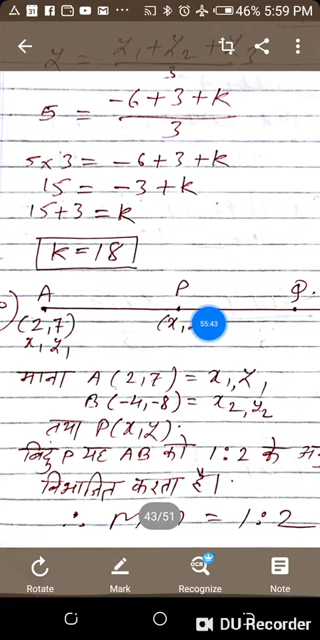 46% 5:59 PM
5 = -6+3+k
3
5×3 = -6+3+k
15 = -3+k
15+3 = k
k = 18
A P Q
(2,7) (x,
x, y,
55:43
माना A(2,7) = x₁, y₁
B(-4,-8) = x₂, y₂
तथा P(x,y).
बिंदु P यह AB को 1:2 के
विभाजित करता है।
43/51
= 1:2
Rotate Mark Recognize Note
OCR
DU Recorder